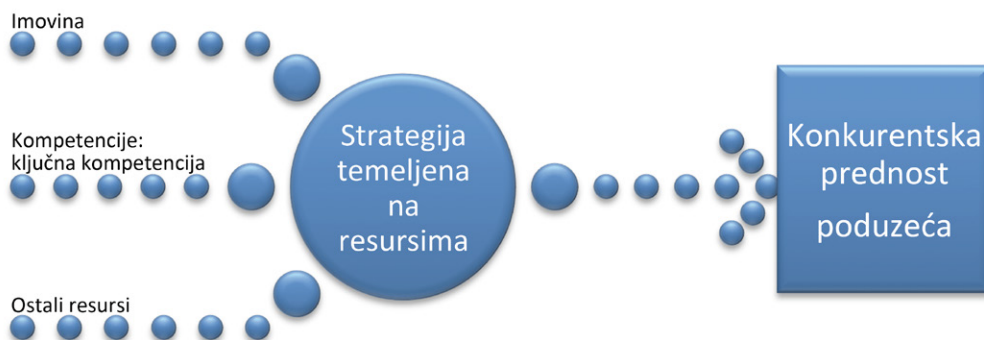 Imovina
Kompetencije:
ključna kompetencija
Ostali resursi
Strategija
temeljena
na
resursima
Konkurentska
prednost
poduzeća